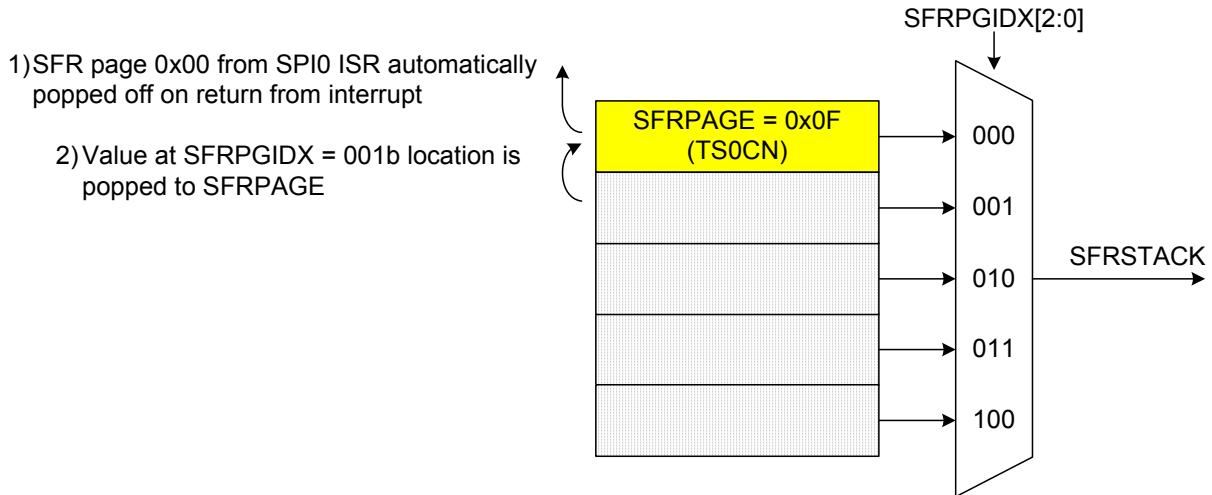 SFRPGIDX[2:0]
1)SFR page 0x00 from SPI0 ISR automatically
popped off on return from interrupt
2)Value at SFRPGIDX = 001b location is
popped to SFRPAGE
SFRPAGE = 0x0F
(TS0CN)
000
001
010
011
100
SFRSTACK